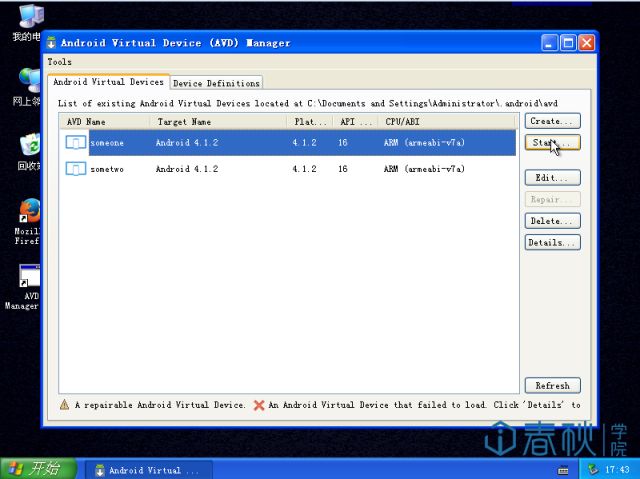 我的电
网上邻
回收站
Mozil
Firef
AVD
Manager
Android Virtual Device (AVD) Manager
Tools
Android Virtual Devices
Device Definitions
List of existing Android Virtual Devices located at C:\Documents and Settings\Administrator\.android\avd
AVD Name Target Name Plat... API ... CPU/ABI
someone Android 4.1.2 4.1.2 16 ARM (armeabi-v7a)
sometwo Android 4.1.2 4.1.2 16 ARM (armeabi-v7a)
Create...
Start...
Edit...
Repair...
Delete...
Details...
Refresh
A repairable Android Virtual Device. An Android Virtual Device that failed to load. Click 'Details' to
春秋学院
开始
Android Virtual ...
17:43